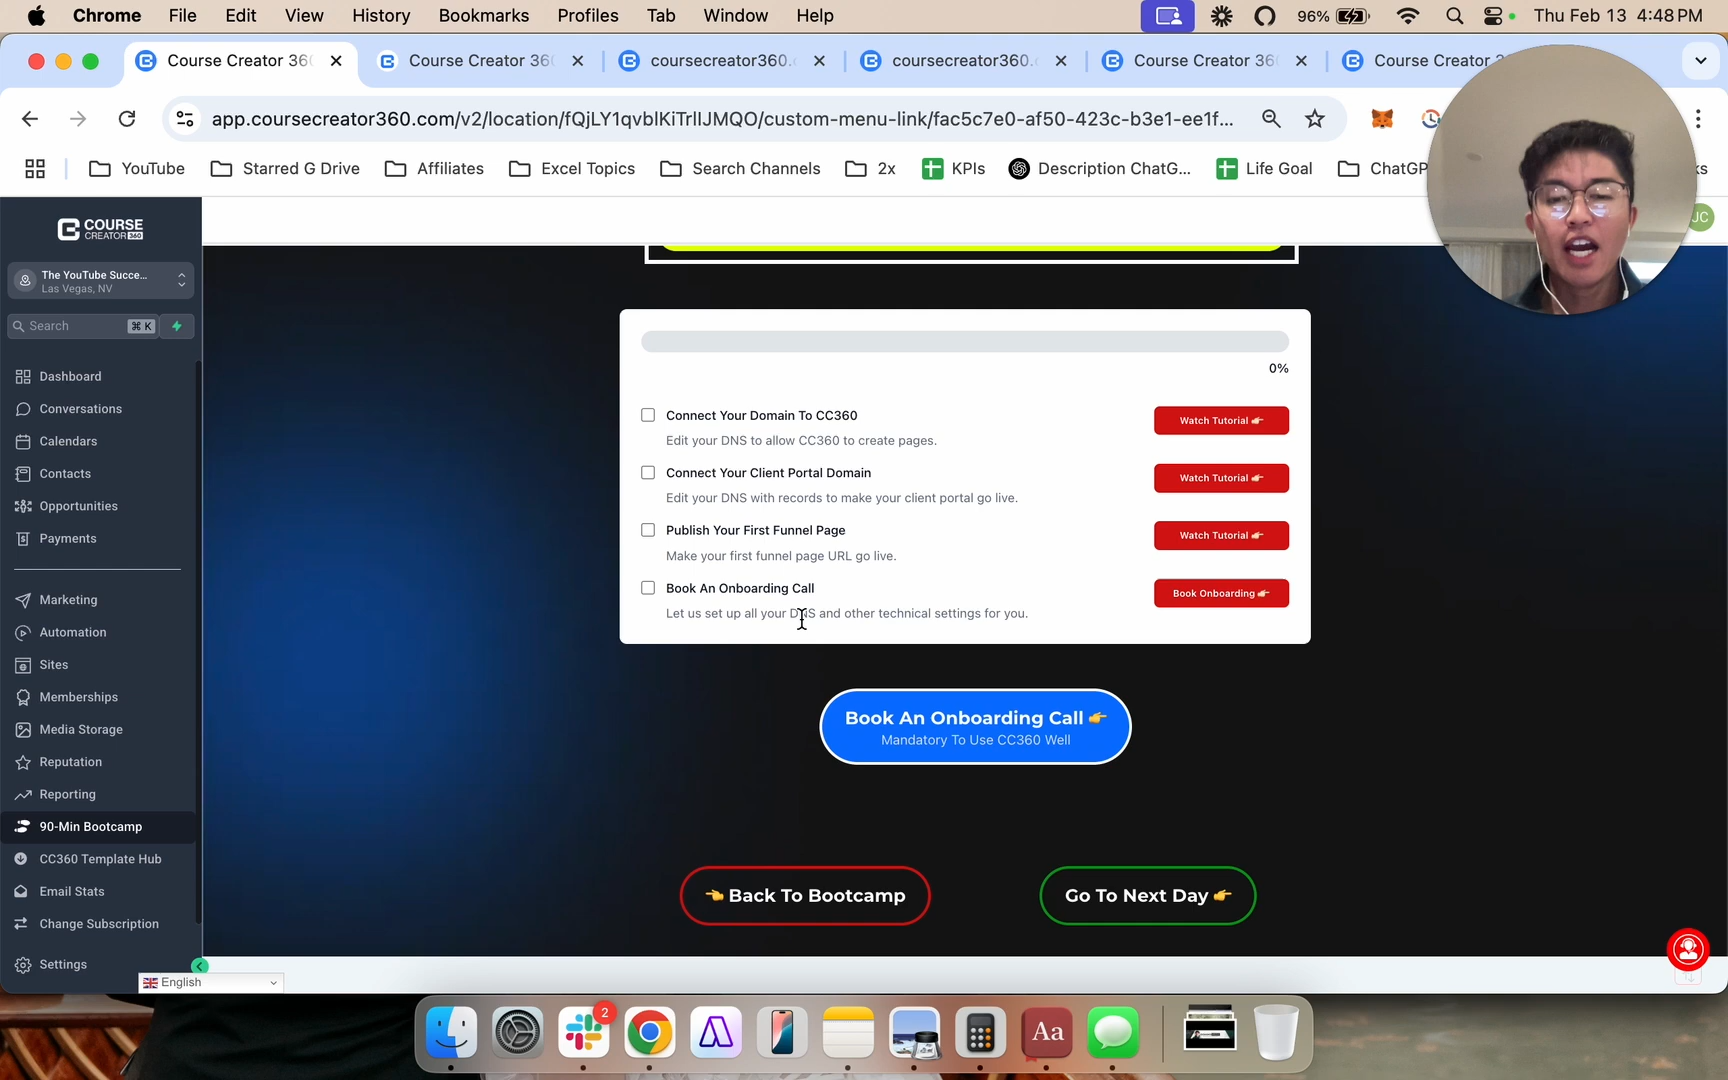 Chrome File Edit View History Bookmarks Profiles Tab Window Help 96% Thu Feb 13 4:48 PM
Course Creator 360 Course Creator 360 coursecreator360. coursecreator360. Course Creator 360 Course Creator 3
app.coursecreator360.com/v2/location/fQjLY1qvblKiTrlIJMQO/custom-menu-link/fac5c7e0-af50-423c-b3e1-ee1f...
YouTube Starred G Drive Affiliates Excel Topics Search Channels 2x KPIs Description ChatG... Life Goal ChatGP
COURSE
CREATOR 360
JC
The YouTube Succe...
Las Vegas, NV
Search ⌘ K
Dashboard
Conversations
Calendars
Contacts
Opportunities
Payments
Marketing
Automation
Sites
Memberships
Media Storage
Reputation
Reporting
90-Min Bootcamp
CC360 Template Hub
Email Stats
Change Subscription
Settings
English
0%
Connect Your Domain To CC360
Edit your DNS to allow CC360 to create pages.
Watch Tutorial 👉
Connect Your Client Portal Domain
Edit your DNS with records to make your client portal go live.
Watch Tutorial 👉
Publish Your First Funnel Page
Make your first funnel page URL go live.
Watch Tutorial 👉
Book An Onboarding Call
Let us set up all your DNS and other technical settings for you.
Book Onboarding 👉
Book An Onboarding Call 👉
Mandatory To Use CC360 Well
👈 Back To Bootcamp
Go To Next Day 👉
2
Aa